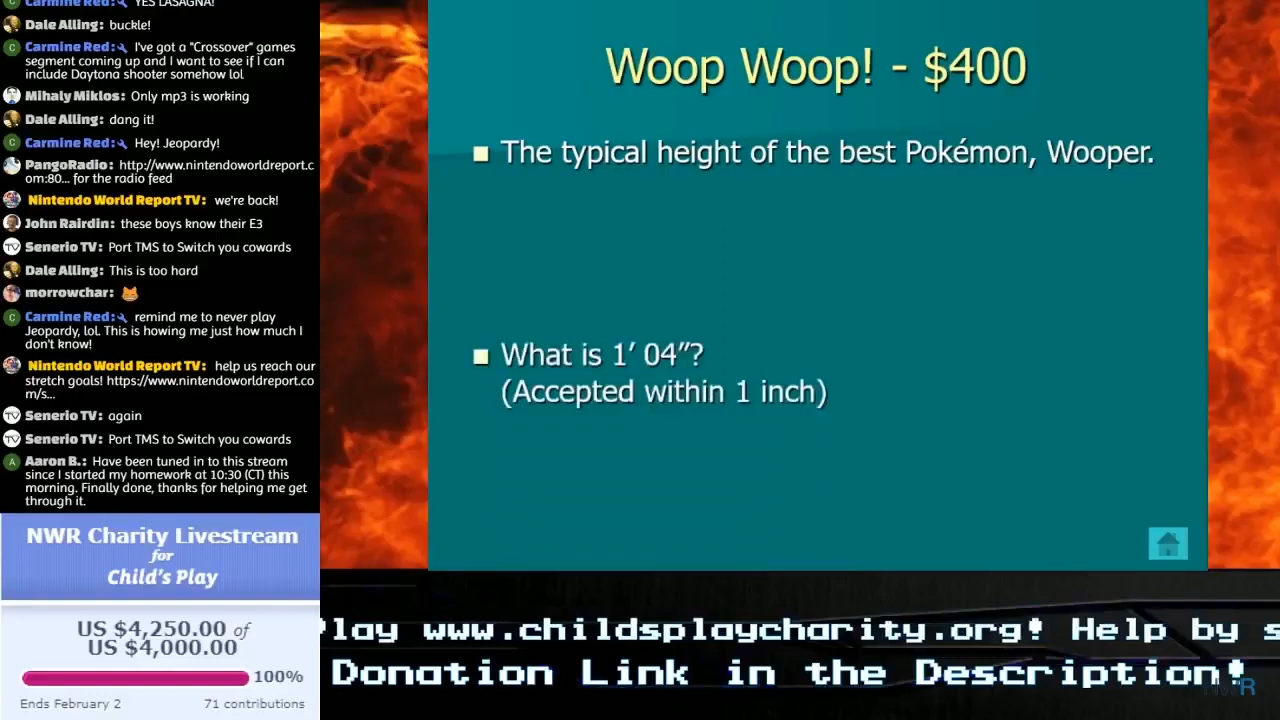 Carmine Red: YES LASAGNA!
Dale Alling: buckle!
Carmine Red: I've got a "Crossover" games
segment coming up and I want to see if I can
include Daytona shooter somehow lol
Mihaly Miklos: Only mp3 is working
Dale Alling: dang it!
Carmine Red: Hey! Jeopardy!
PangoRadio: http://www.nintendoworldreport.c
om:80... for the radio feed
Nintendo World Report TV: we're back!
John Rairdin: these boys know their E3
Senerio TV: Port TMS to Switch you cowards
Dale Alling: This is too hard
morrowchar:
Carmine Red: remind me to never play
Jeopardy, lol. This is howing me just how much I
don't know!
Nintendo World Report TV: help us reach our
stretch goals! https://www.nintendoworldreport.co
m/s...
Senerio TV: again
Senerio TV: Port TMS to Switch you cowards
Aaron B.: Have been tuned in to this stream
since I started my homework at 10:30 (CT) this
morning. Finally done, thanks for helping me get
through it.
NWR Charity Livestream
for
Child's Play
US $4,250.00 of
US $4,000.00
100%
Ends February 2 71 contributions
Woop Woop! - $400
The typical height of the best Pokémon, Wooper.
What is 1' 04"?
(Accepted within 1 inch)
Play www.childsplaycharity.org! Help by s
Donation Link in the Description!
NWR